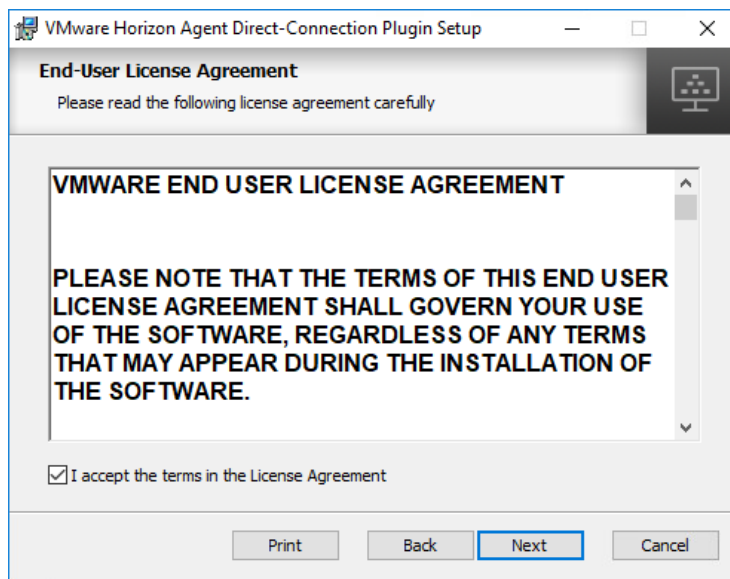 VMware Horizon Agent Direct-Connection Plugin Setup
End-User License Agreement
Please read the following license agreement carefully
VMWARE END USER LICENSE AGREEMENT
PLEASE NOTE THAT THE TERMS OF THIS END USER
LICENSE AGREEMENT SHALL GOVERN YOUR USE
OF THE SOFTWARE, REGARDLESS OF ANY TERMS
THAT MAY APPEAR DURING THE INSTALLATION OF
THE SOFTWARE.
I accept the terms in the License Agreement
Print Back Next Cancel